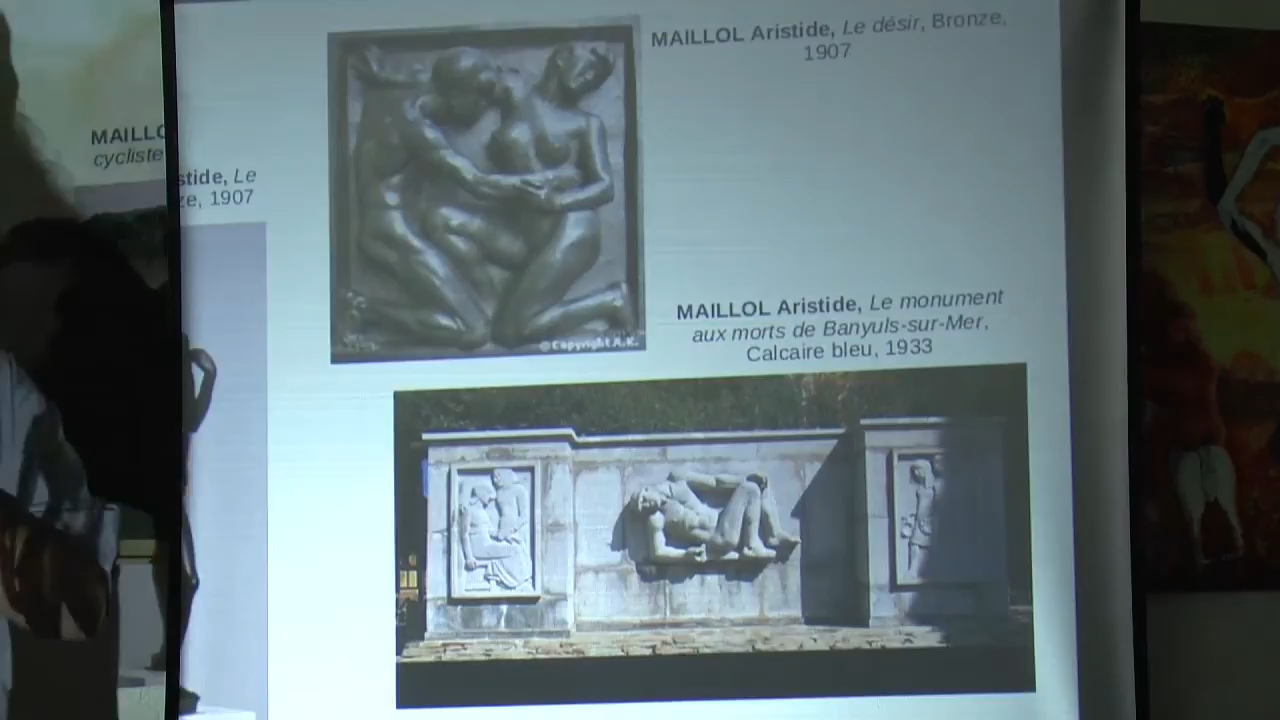 MAILLOL Aristide, Le désir, Bronze,
1907
MAILLO
cycliste
stide, Le
ze, 1907
©Copyright A.K.
MAILLOL Aristide, Le monument
aux morts de Banyuls-sur-Mer,
Calcaire bleu, 1933